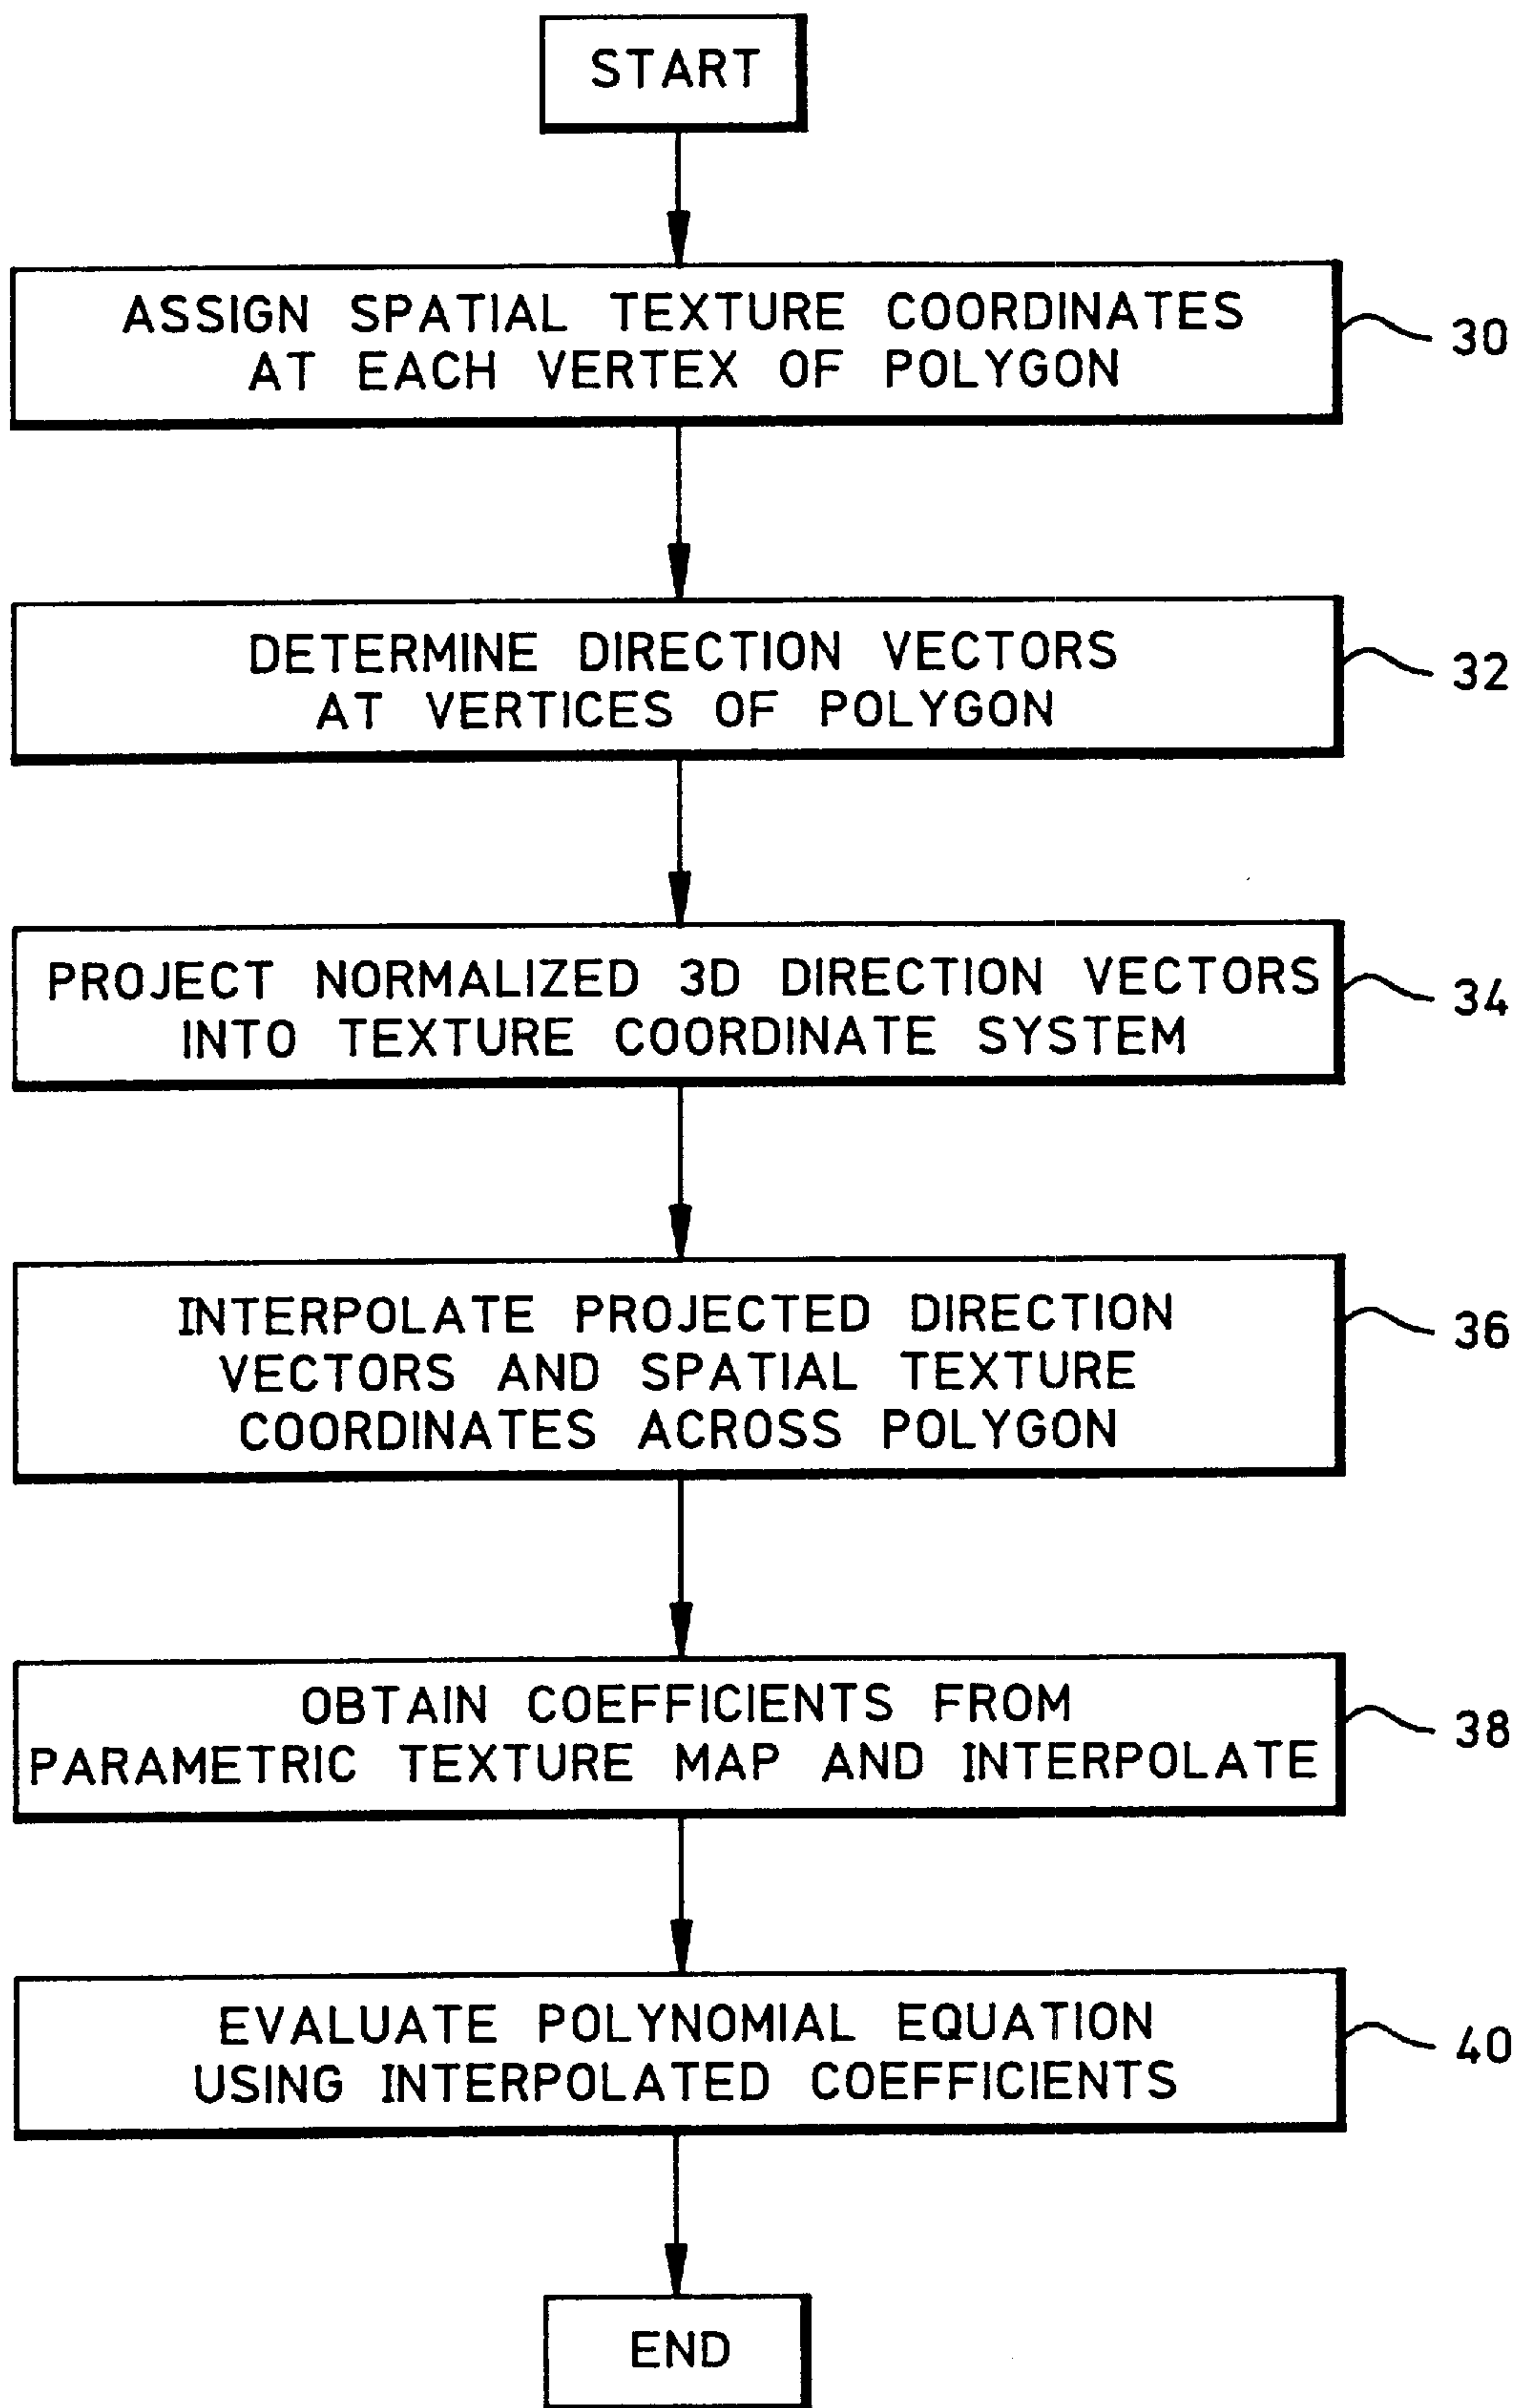 START
ASSIGN SPATIAL TEXTURE COORDINATES
AT EACH VERTEX OF POLYGON
30
DETERMINE DIRECTION VECTORS
AT VERTICES OF POLYGON
32
PROJECT NORMALIZED 3D DIRECTION VECTORS
INTO TEXTURE COORDINATE SYSTEM
34
INTERPOLATE PROJECTED DIRECTION
VECTORS AND SPATIAL TEXTURE
COORDINATES ACROSS POLYGON
36
OBTAIN COEFFICIENTS FROM
PARAMETRIC TEXTURE MAP AND INTERPOLATE
38
EVALUATE POLYNOMIAL EQUATION
USING INTERPOLATED COEFFICIENTS
40
END